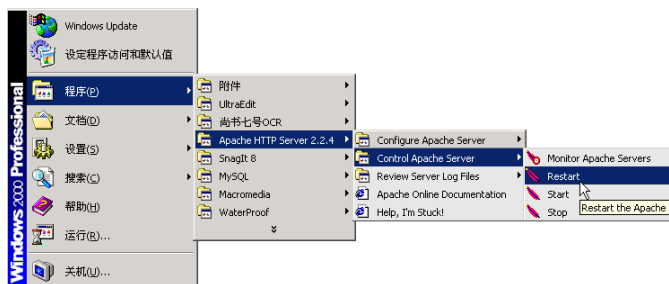 Windows 2000 Professional
Windows Update
设定程序访问和默认值
程序(P)
文档(D)
设置(S)
搜索(C)
帮助(H)
运行(R)...
关机(U)...
附件
UltraEdit
尚书七号OCR
Apache HTTP Server 2.2.4
SnagIt 8
MySQL
Macromedia
WaterProof
Configure Apache Server
Control Apache Server
Review Server Log Files
Apache Online Documentation
Help, I'm Stuck!
Monitor Apache Servers
Restart
Start
Stop
Restart the Apache